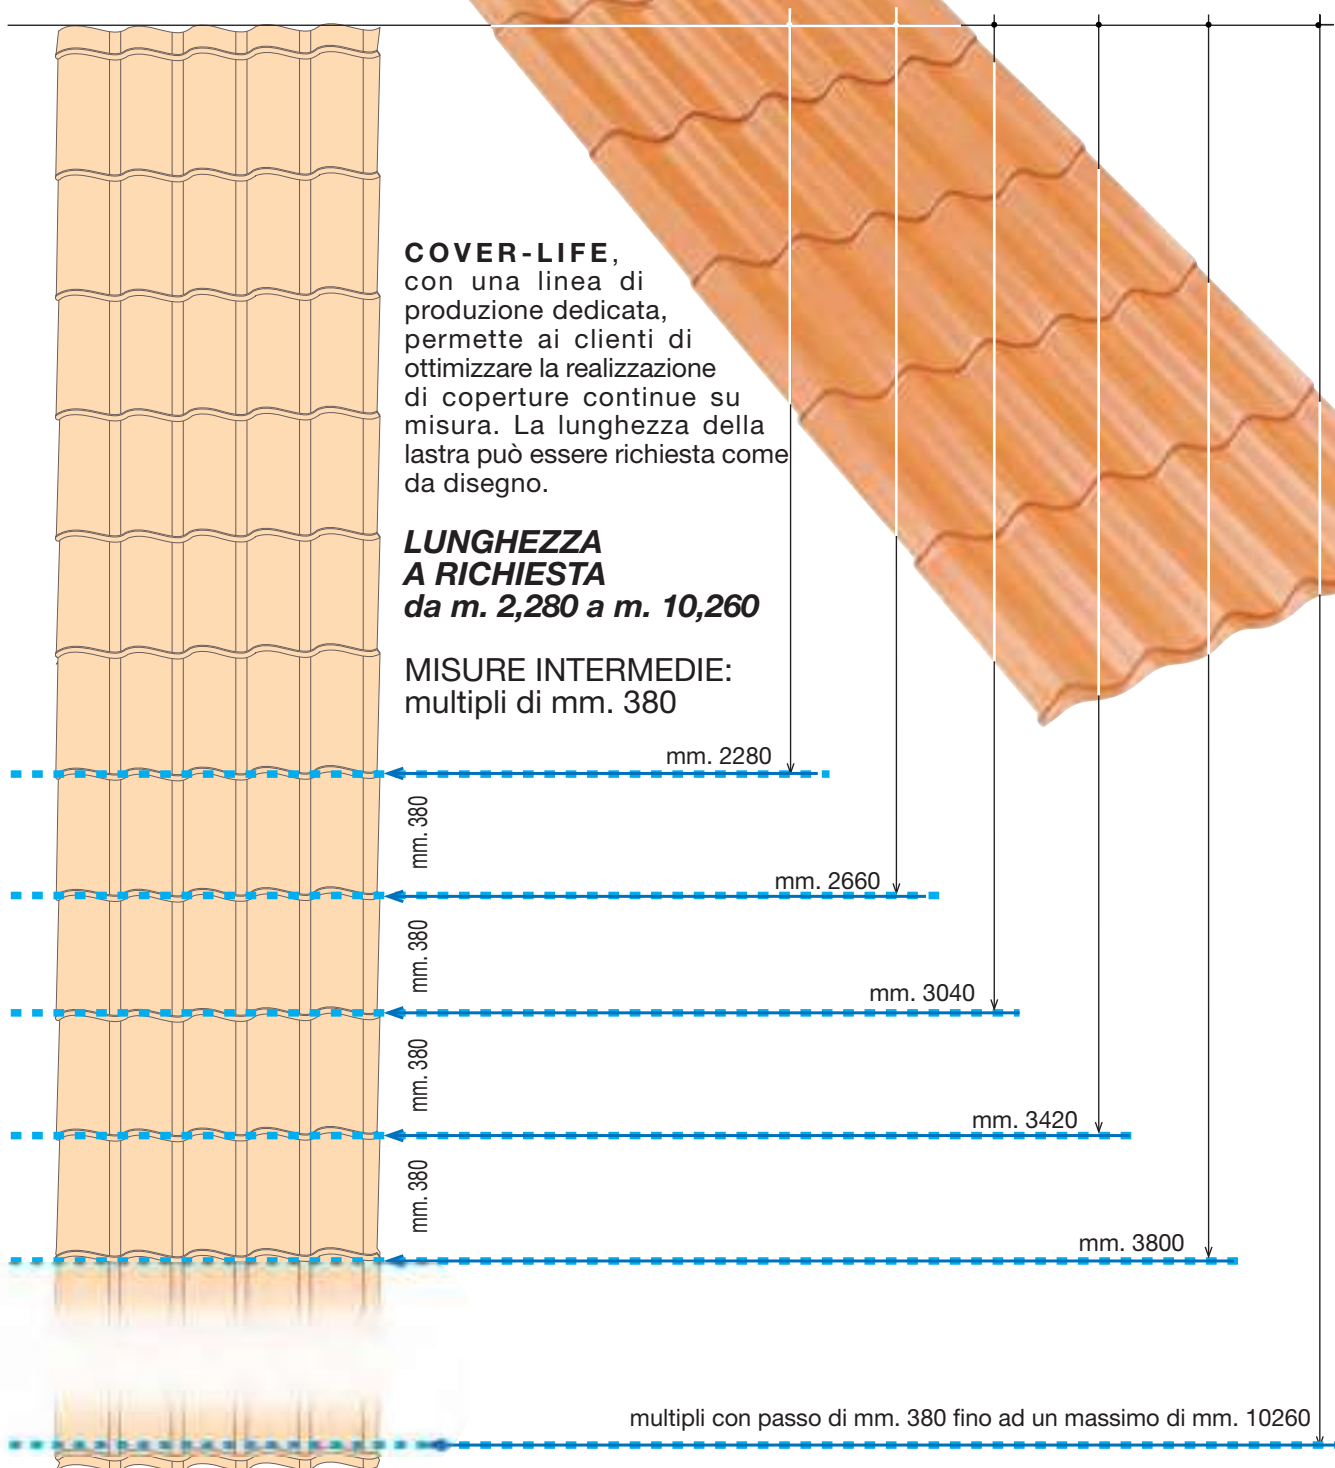 COVER-LIFE,
con una linea di
produzione dedicata,
permette ai clienti di
ottimizzare la realizzazione
di coperture continue su
misura. La lunghezza della
lastra può essere richiesta come
da disegno.
LUNGHEZZA
A RICHIESTA
da m. 2,280 a m. 10,260
MISURE INTERMEDIE:
multipli di mm. 380
mm. 2280
mm. 380
mm. 2660
mm. 380
mm. 3040
mm. 380
mm. 3420
mm. 380
mm. 3800
multipli con passo di mm. 380 fino ad un massimo di mm. 10260